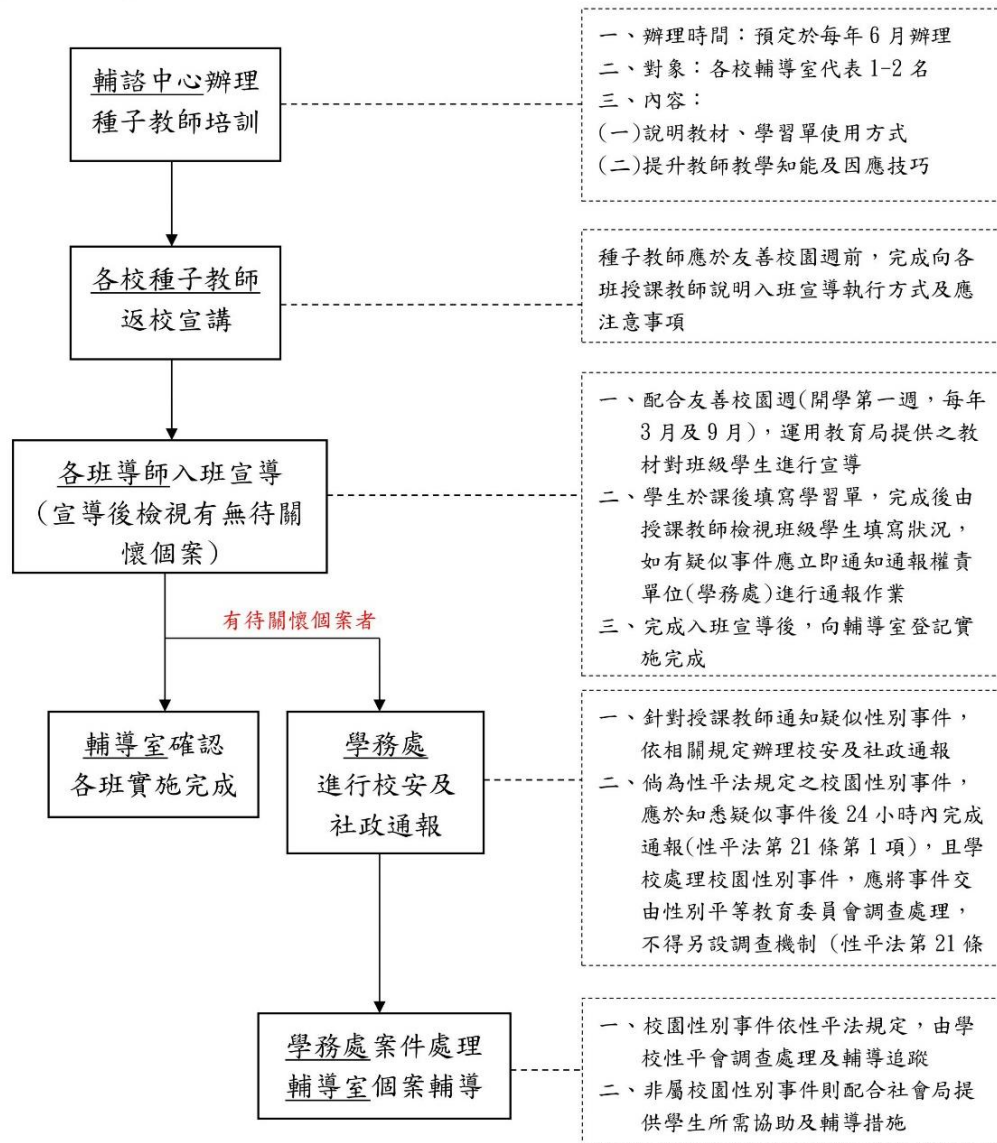 輔諮中心辦理
種子教師培訓
一、辦理時間：預定於每年 6 月辦理
二、對象：各校輔導室代表 1-2 名
三、內容：
(一)說明教材、學習單使用方式
(二)提升教師教學知能及因應技巧
各校種子教師
返校宣講
種子教師應於友善校園週前，完成向各
班授課教師說明入班宣導執行方式及應
注意事項
各班導師入班宣導
（宣導後檢視有無待關
懷個案）
一、配合友善校園週(開學第一週，每年
3 月及 9 月)，運用教育局提供之教
材對班級學生進行宣導
二、學生於課後填寫學習單，完成後由
授課教師檢視班級學生填寫狀況，
如有疑似事件應立即通知通報權責
單位(學務處)進行通報作業
三、完成入班宣導後，向輔導室登記實
施完成
有待關懷個案者
輔導室確認
各班實施完成
學務處
進行校安及
社政通報
一、針對授課教師通知疑似性別事件，
依相關規定辦理校安及社政通報
二、倘為性平法規定之校園性別事件，
應於知悉疑似事件後 24 小時內完成
通報(性平法第 21 條第 1 項)，且學
校處理校園性別事件，應將事件交
由性別平等教育委員會調查處理，
不得另設調查機制（性平法第 21 條
學務處案件處理
輔導室個案輔導
一、校園性別事件依性平法規定，由學
校性平會調查處理及輔導追蹤
二、非屬校園性別事件則配合社會局提
供學生所需協助及輔導措施